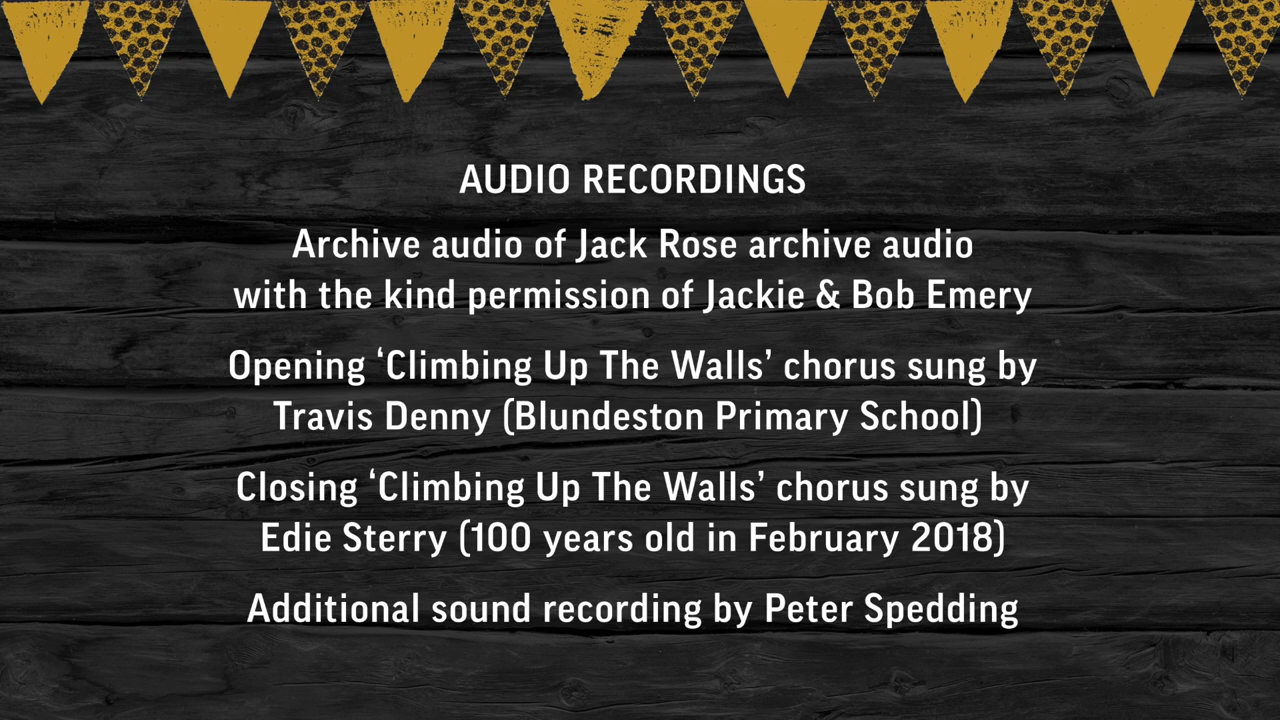 AUDIO RECORDINGS
Archive audio of Jack Rose archive audio
with the kind permission of Jackie & Bob Emery
Opening ‘Climbing Up The Walls’ chorus sung by
Travis Denny (Blundeston Primary School)
Closing ‘Climbing Up The Walls’ chorus sung by
Edie Sterry (100 years old in February 2018)
Additional sound recording by Peter Spedding